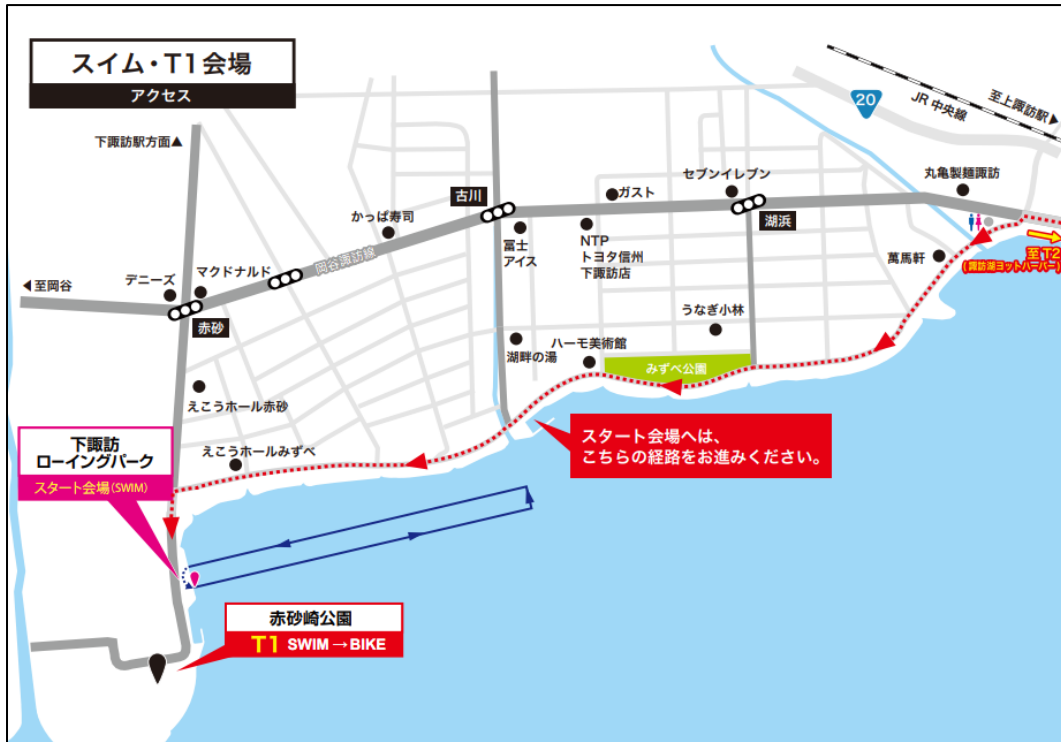 スイム・T1会場
アクセス
20
JR 中央線
至上諏訪駅▶
下諏訪駅方面▲
セブンイレブン
丸亀製麺諏訪
ガスト
古川
かっぱ寿司
湖浜
冨士
アイス
NTP
トヨタ信州
下諏訪店
岡谷諏訪線
萬馬軒
至T2
(諏訪湖ヨットハーバー)
マクドナルド
デニーズ
◀至岡谷
赤砂
うなぎ小林
湖畔の湯
ハーモ美術館
みずべ公園
えこうホール赤砂
スタート会場へは、
こちらの経路をお進みください。
下諏訪
ローイングパーク
スタート会場(SWIM)
えこうホールみずべ
赤砂崎公園
T1 SWIM→BIKE